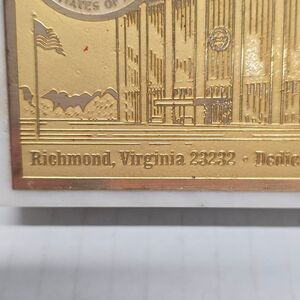 STATES OF
Richmond, Virginia 23232 · Dedic